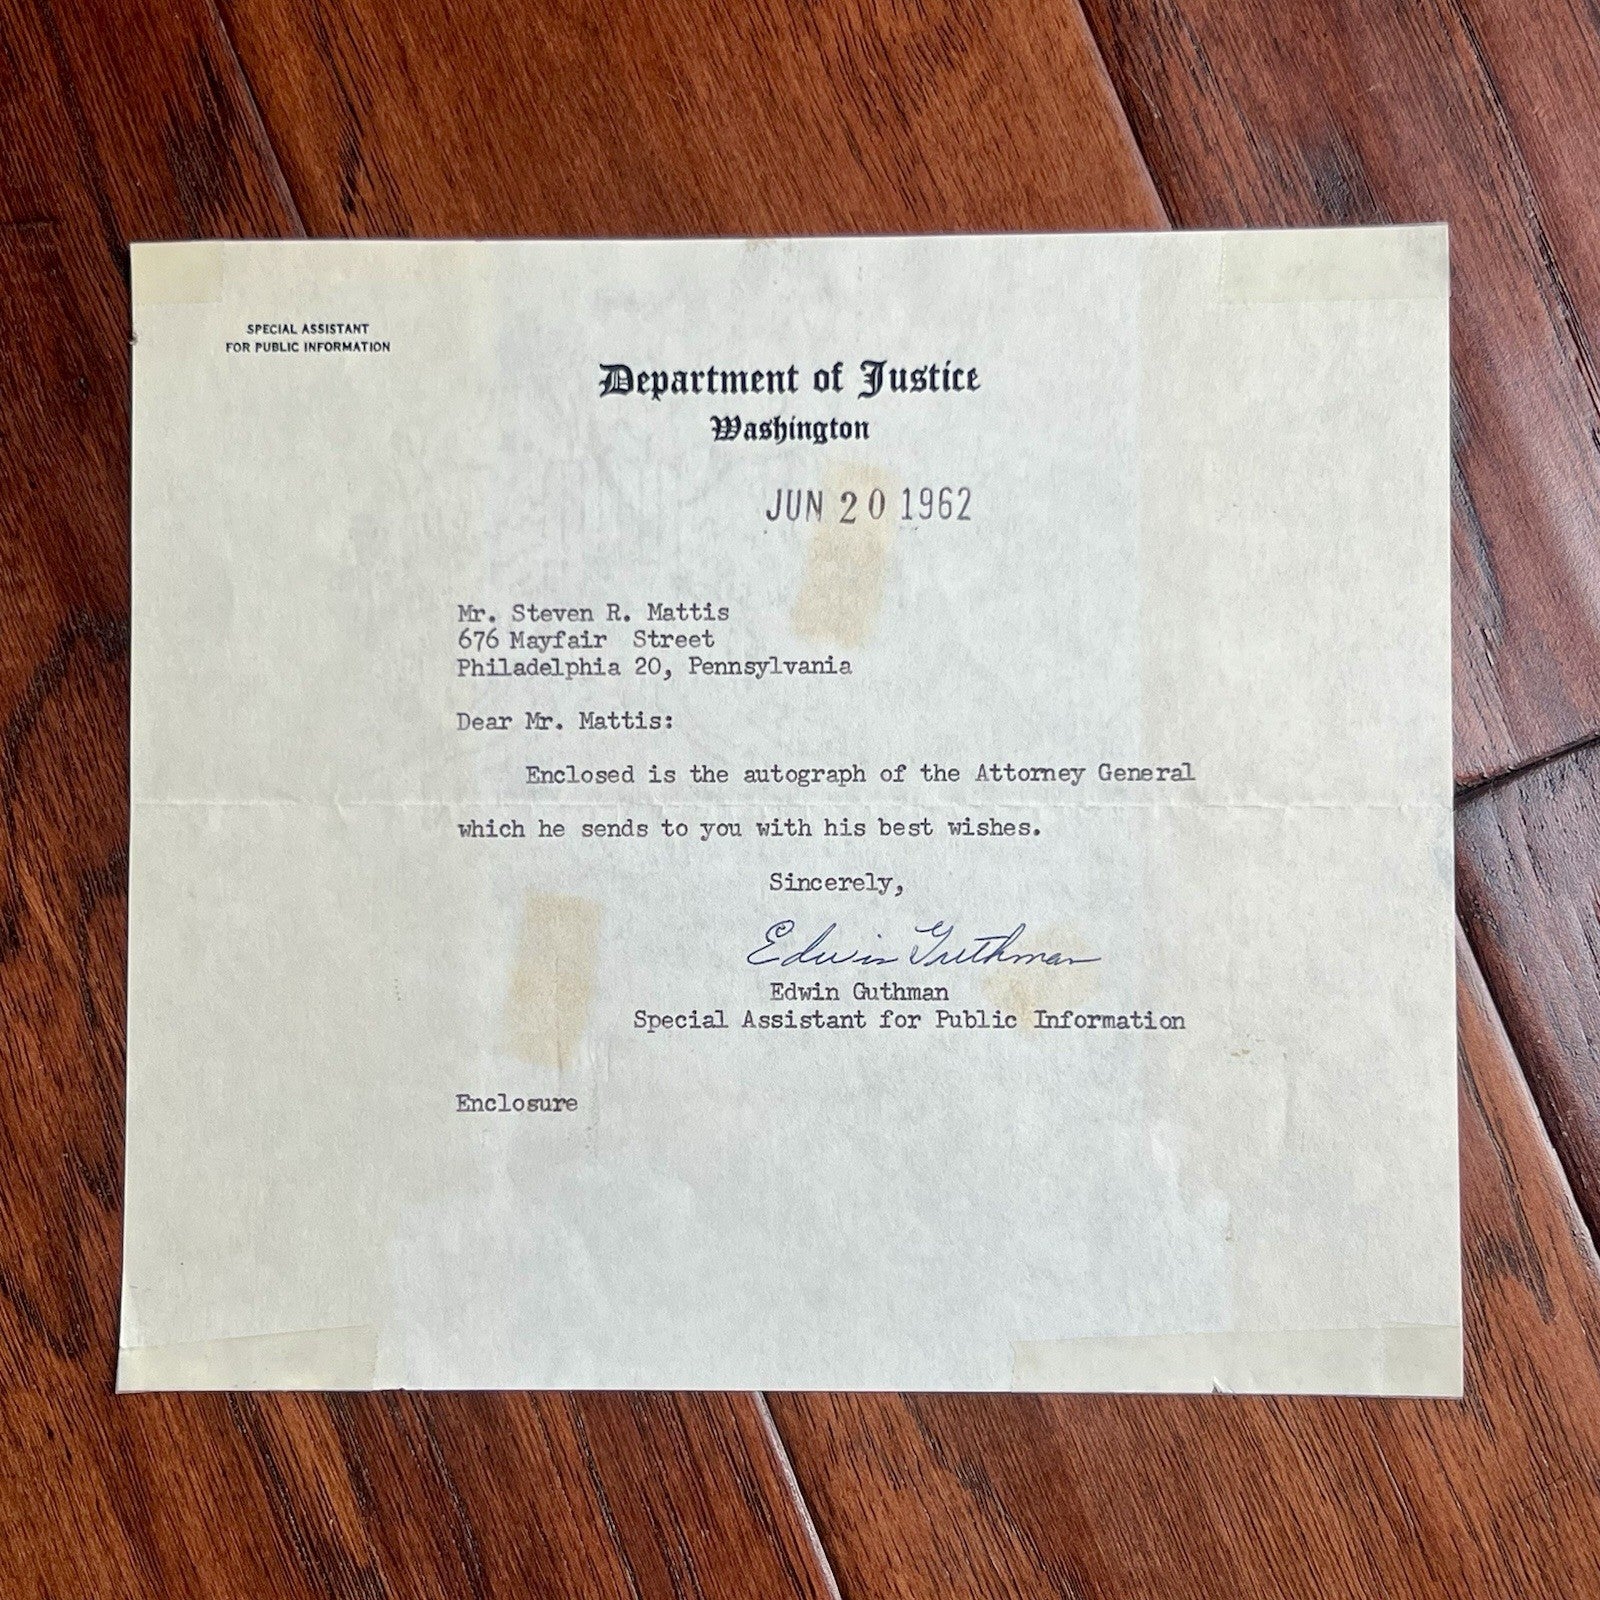 SPECIAL ASSISTANT
FOR PUBLIC INFORMATION
Department of Justice
Washington
JUN 20 1962
Mr. Steven R. Mattis
676 Mayfair Street
Philadelphia 20, Pennsylvania
Dear Mr. Mattis:
Enclosed is the autograph of the Attorney General
which he sends to you with his best wishes.
Sincerely,
Edwin Guthman
Edwin Guthman
Special Assistant for Public Information
Enclosure